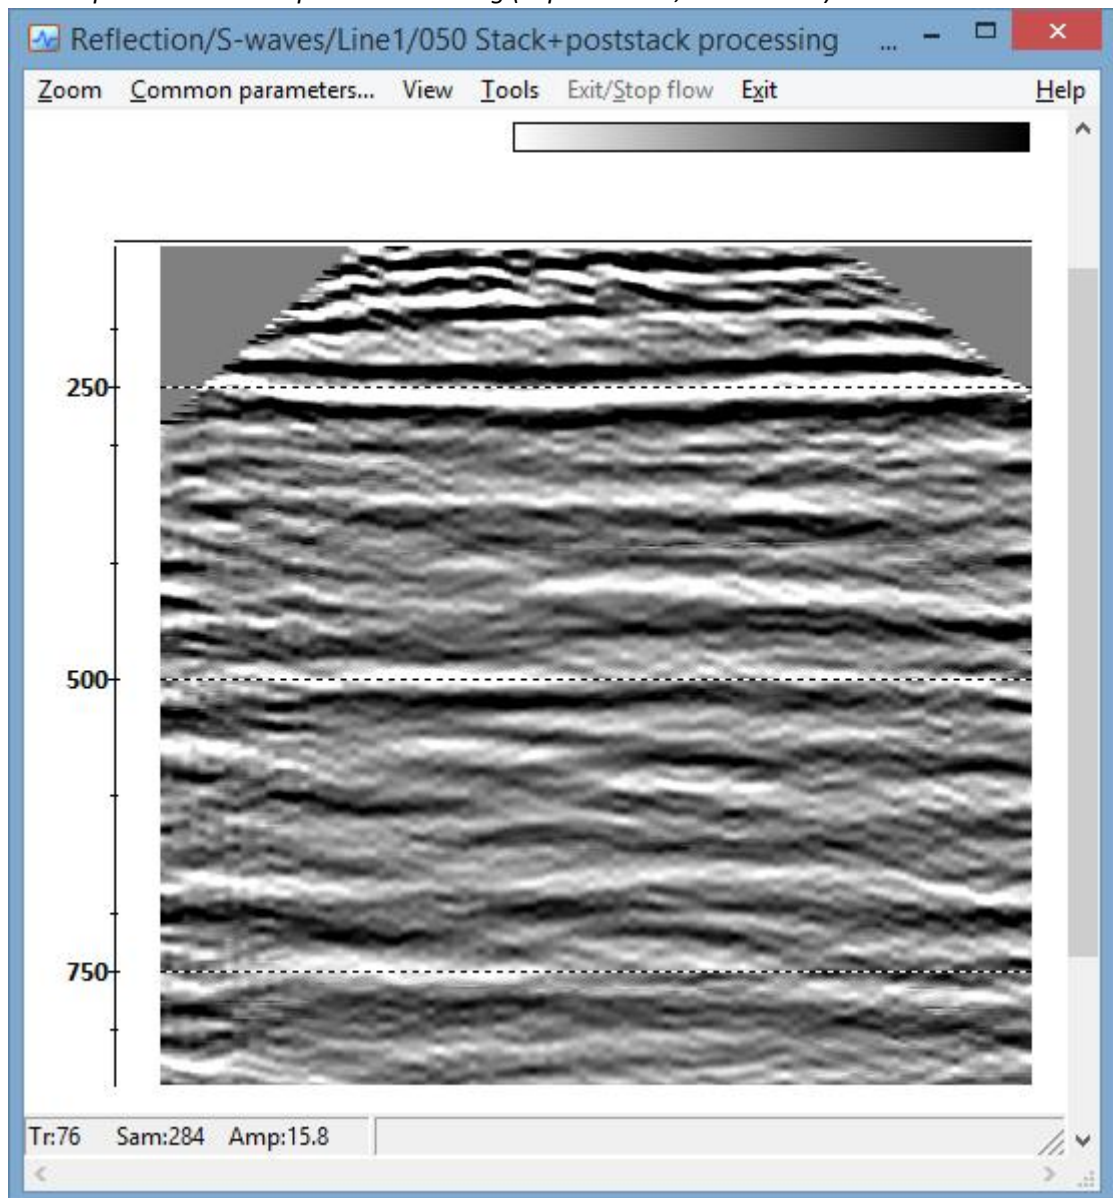 Reflection/S-waves/Line1/050 Stack+poststack processing ...
Zoom Common parameters... View Tools Exit/Stop flow Exit Help
250
500
750
Tr:76 Sam:284 Amp:15.8